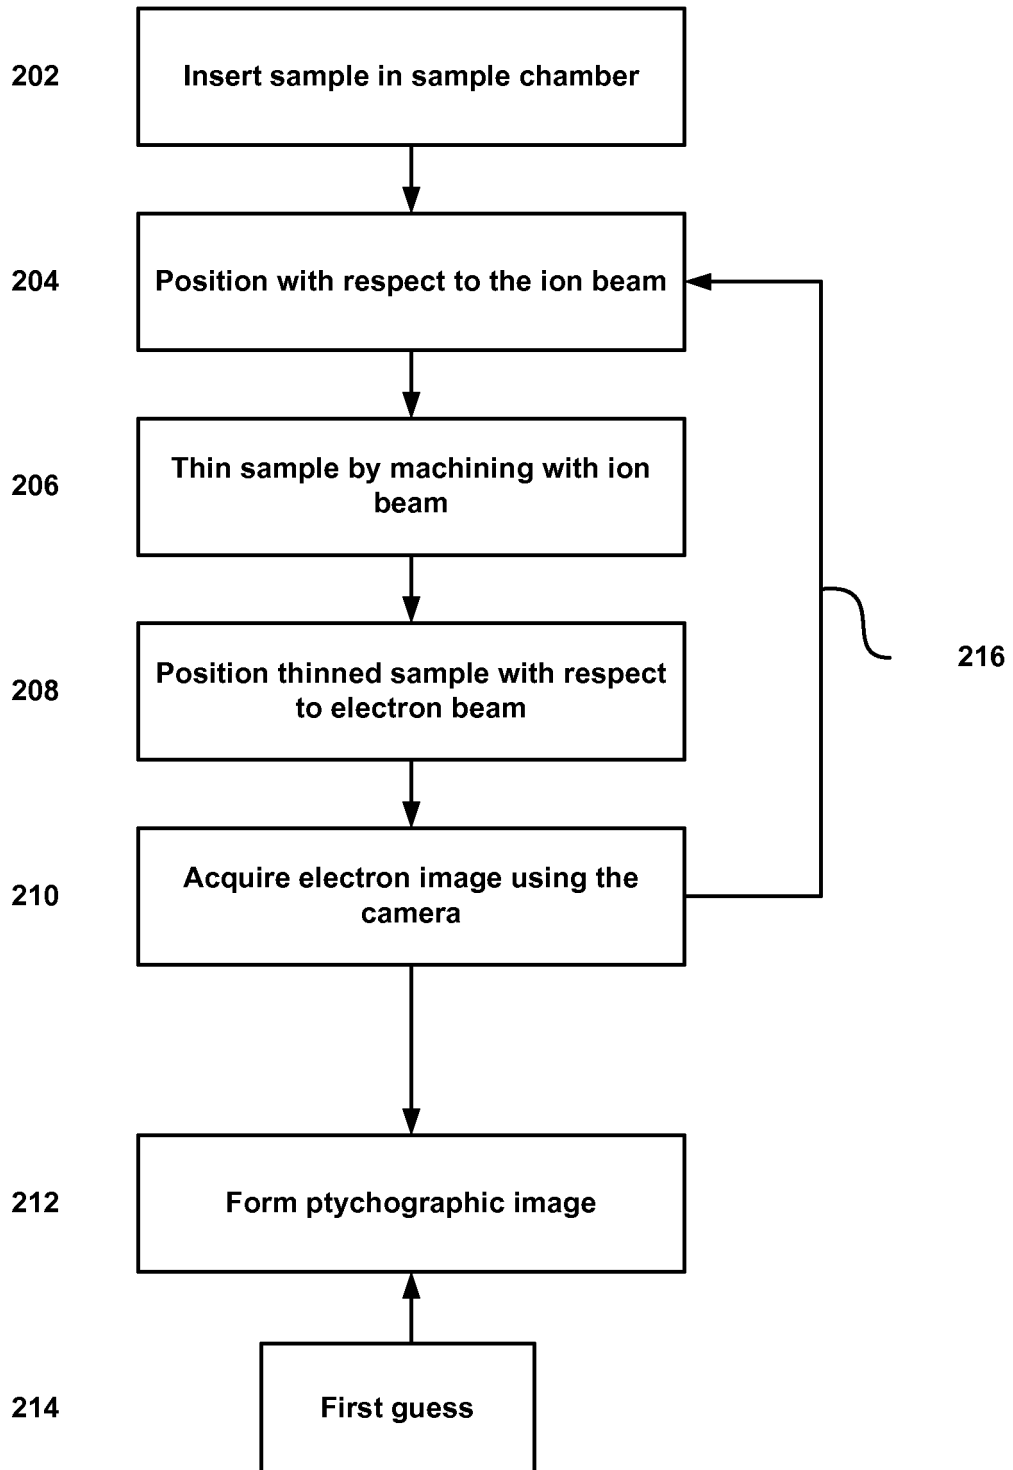 202
Insert sample in sample chamber
204
Position with respect to the ion beam
206
Thin sample by machining with ion
beam
208
Position thinned sample with respect
to electron beam
216
210
Acquire electron image using the
camera
212
Form ptychographic image
214
First guess